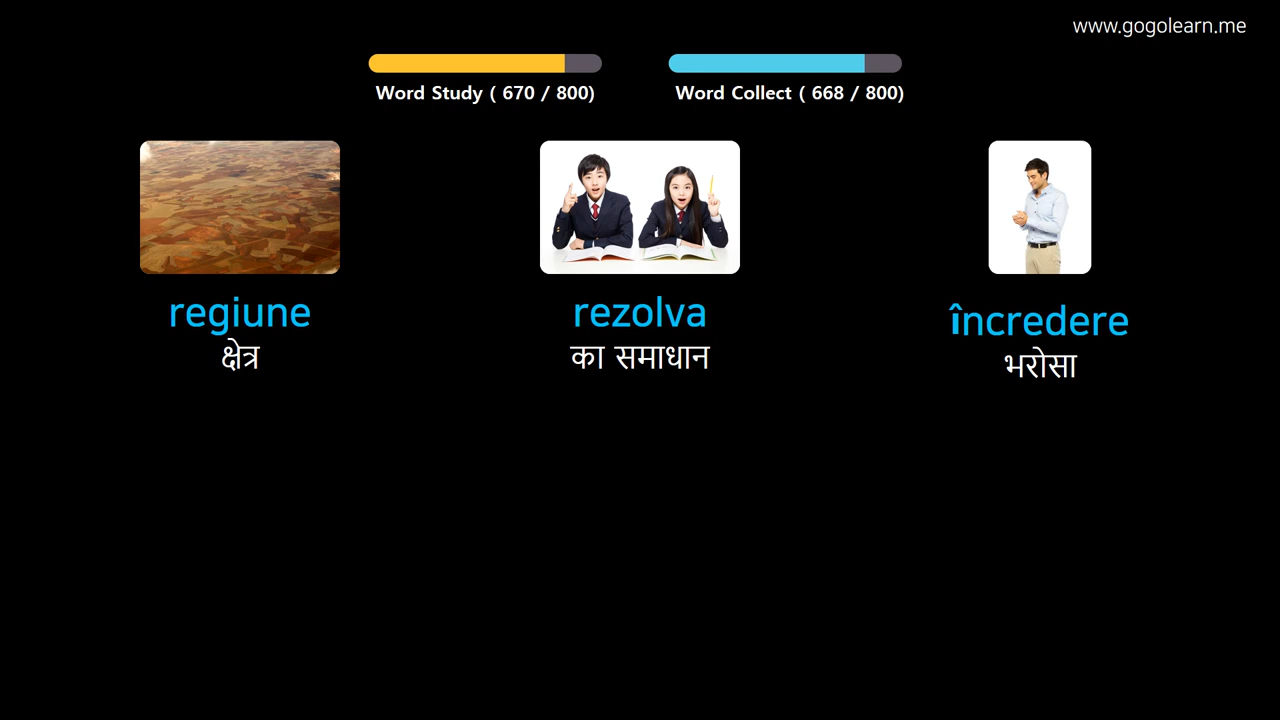 www.gogolearn.me
Word Study ( 670 / 800)
Word Collect ( 668 / 800)
regiune
क्षेत्र
rezolva
का समाधान
încredere
भरोसा